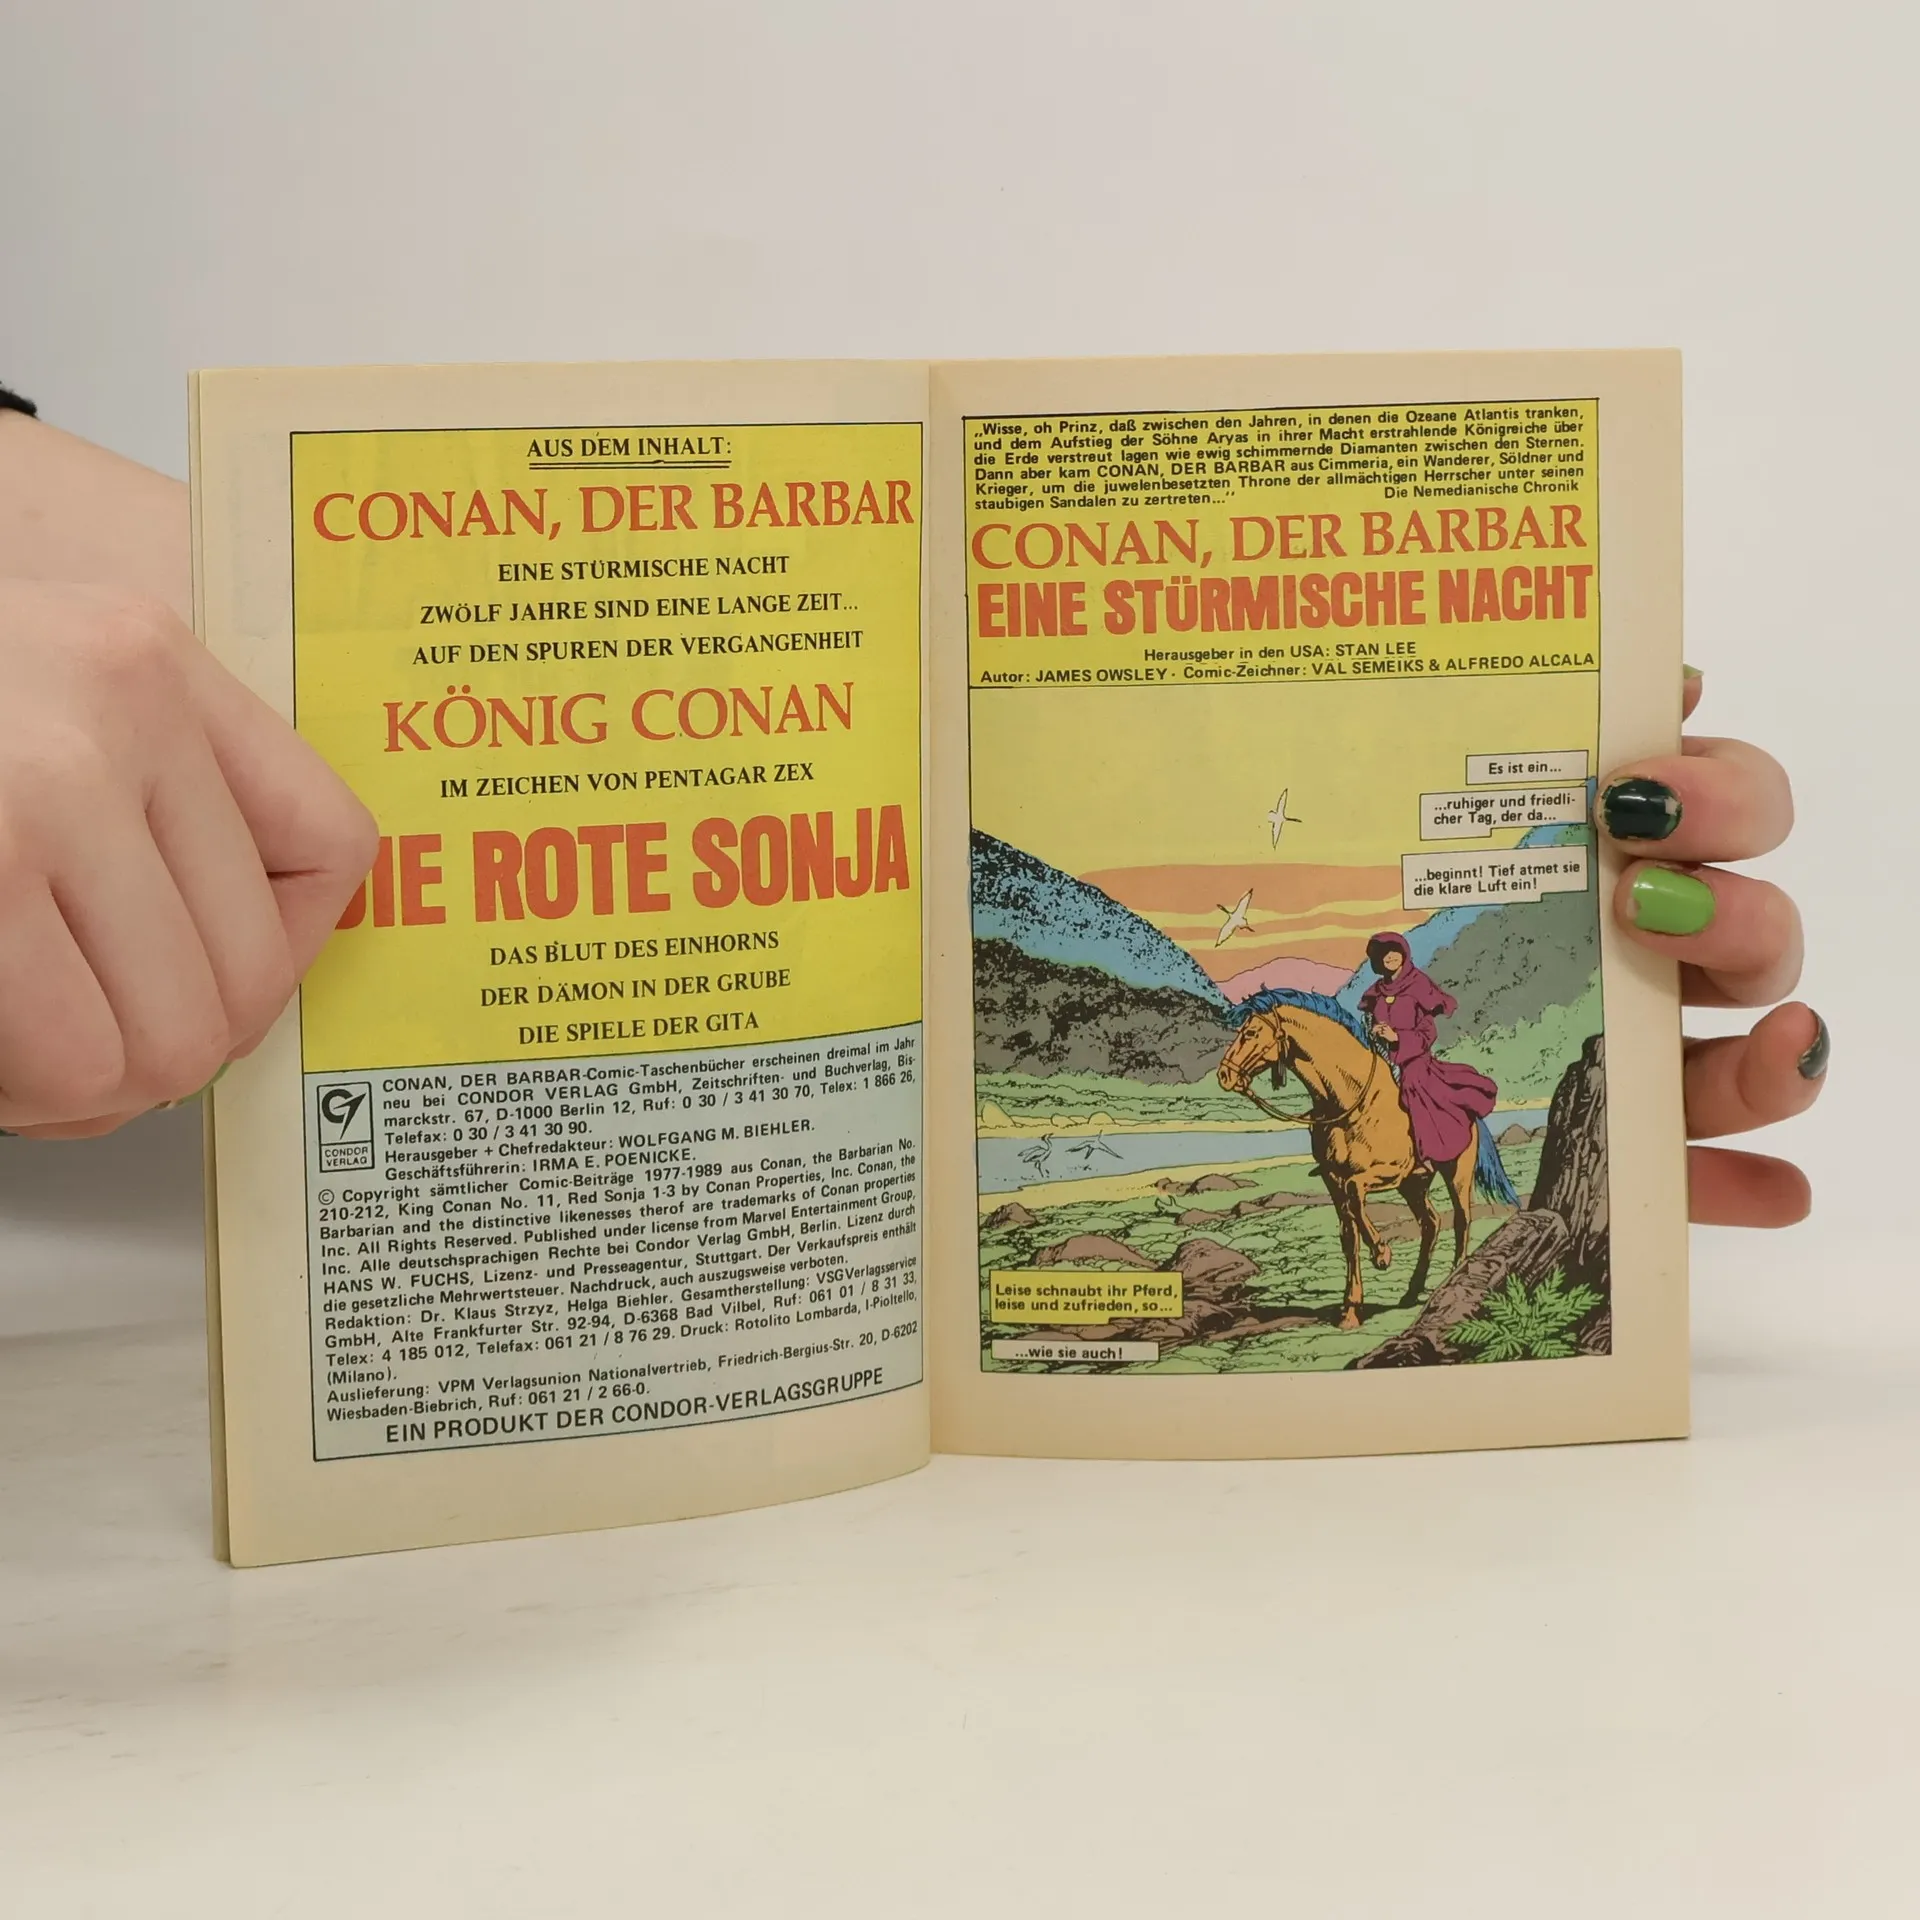 AUS DEM INHALT:
CONAN, DER BARBAR
EINE STÜRMISCHE NACHT
ZWÖLF JAHRE SIND EINE LANGE ZEIT...
AUF DEN SPUREN DER VERGANGENHEIT
KÖNIG CONAN
IM ZEICHEN VON PENTAGAR ZEX
DIE ROTE SONJA
DAS BLUT DES EINHORNS
DER DÄMON IN DER GRUBE
DIE SPIELE DER GITA
CONDOR
VERLAG
CONAN, DER BARBAR-Comic-Taschenbücher erscheinen dreimal im Jahr
neu bei CONDOR VERLAG GmbH, Zeitschriften- und Buchverlag, Bis-
marckstr. 67, D-1000 Berlin 12, Ruf: 0 30 / 3 41 30 70, Telex: 1 866 26,
Telefax: 0 30 / 3 41 30 90.
Herausgeber + Chefredakteur: WOLFGANG M. BIEHLER.
Geschäftsführerin: IRMA E. POENICKE.
© Copyright sämtlicher Comic-Beiträge 1977-1989 aus Conan, the Barbarian No.
210-212, King Conan No. 11, Red Sonja 1-3 by Conan Properties, Inc. Conan, the
Barbarian and the distinctive likenesses therof are trademarks of Conan properties
Inc. All Rights Reserved. Published under license from Marvel Entertainment Group,
Inc. Alle deutschsprachigen Rechte bei Condor Verlag GmbH, Berlin. Lizenz durch
HANS W. FUCHS, Lizenz- und Presseagentur, Stuttgart. Der Verkaufspreis enthält
die gesetzliche Mehrwertsteuer. Nachdruck, auch auszugsweise verboten.
Redaktion: Dr. Klaus Strzyz, Helga Biehler. Gesamtherstellung: VSG Verlagsservice
GmbH, Alte Frankfurter Str. 92-94, D-6368 Bad Vilbel, Ruf: 061 01 / 8 31 33,
Telex: 4 185 012, Telefax: 061 21 / 8 76 29. Druck: Rotolito Lombarda, I-Pioltello,
(Milano).
Auslieferung: VPM Verlagsunion Nationalvertrieb, Friedrich-Bergius-Str. 20, D-6202
Wiesbaden-Biebrich, Ruf: 061 21 / 2 66-0.
EIN PRODUKT DER CONDOR-VERLAGSGRUPPE
„Wisse, oh Prinz, daß zwischen den Jahren, in denen die Ozeane Atlantis tranken,
und dem Aufstieg der Söhne Aryas in ihrer Macht erstrahlende Königreiche über
die Erde verstreut lagen wie ewig schimmernde Diamanten zwischen den Sternen.
Dann aber kam CONAN, DER BARBAR aus Cimmeria, ein Wanderer, Söldner und
Krieger, um die juwelenbesetzten Throne der allmächtigen Herrscher unter seinen
staubigen Sandalen zu zertreten..."
Die Nemedianische Chronik
CONAN, DER BARBAR
EINE STÜRMISCHE NACHT
Herausgeber in den USA: STAN LEE
Autor: JAMES OWSLEY · Comic-Zeichner: VAL SEMEIKS & ALFREDO ALCALA
Es ist ein...
...ruhiger und friedli-
cher Tag, der da...
...beginnt! Tief atmet sie
die klare Luft ein!
Leise schnaubt ihr Pferd,
leise und zufrieden, so...
...wie sie auch!